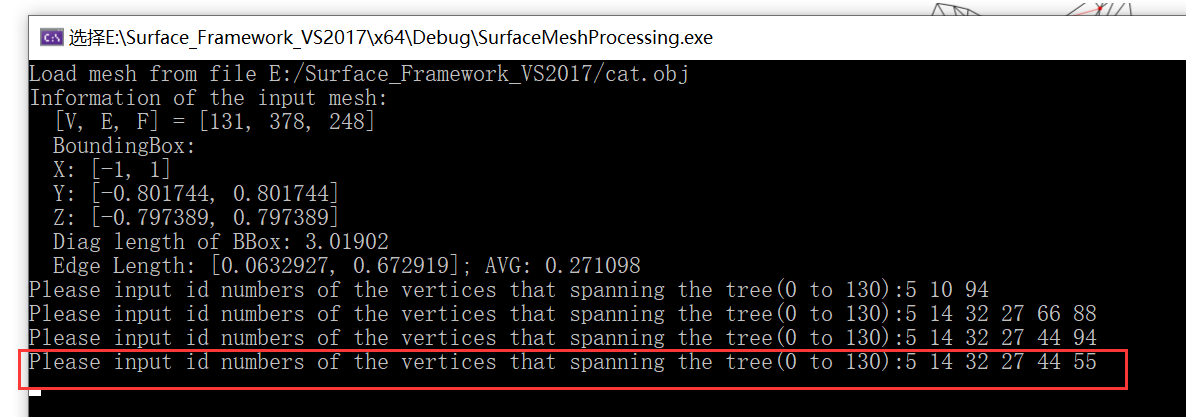 选择E:\Surface_Framework_VS2017\x64\Debug\SurfaceMeshProcessing.exe
Load mesh from file E:/Surface_Framework_VS2017/cat.obj
Information of the input mesh:
[V, E, F] = [131, 378, 248]
BoundingBox:
X: [-1, 1]
Y: [-0.801744, 0.801744]
Z: [-0.797389, 0.797389]
Diag length of BBox: 3.01902
Edge Length: [0.0632927, 0.672919]; AVG: 0.271098
Please input id numbers of the vertices that spanning the tree(0 to 130):5 10 94
Please input id numbers of the vertices that spanning the tree(0 to 130):5 14 32 27 66 88
Please input id numbers of the vertices that spanning the tree(0 to 130):5 14 32 27 44 94
Please input id numbers of the vertices that spanning the tree(0 to 130):5 14 32 27 44 55